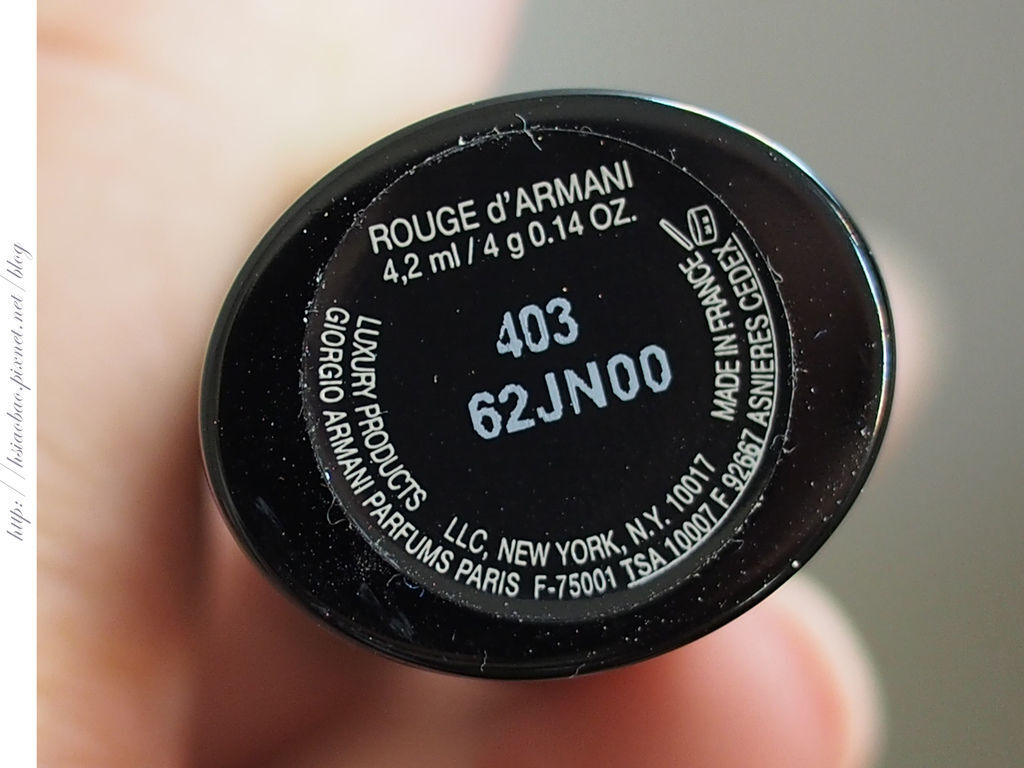 ROUGE d'ARMANI
4,2 ml / 4 g 0.14 OZ.
403
62JN00
LUXURY PRODUCTS LLC, NEW YORK, N.Y. 10017 MADE IN FRANCE
GIORGIO ARMANI PARFUMS PARIS F-75001 TSA 10007 F 92667 ASNIERES CEDEX
http://hsiaobao.pixnet.net/blog